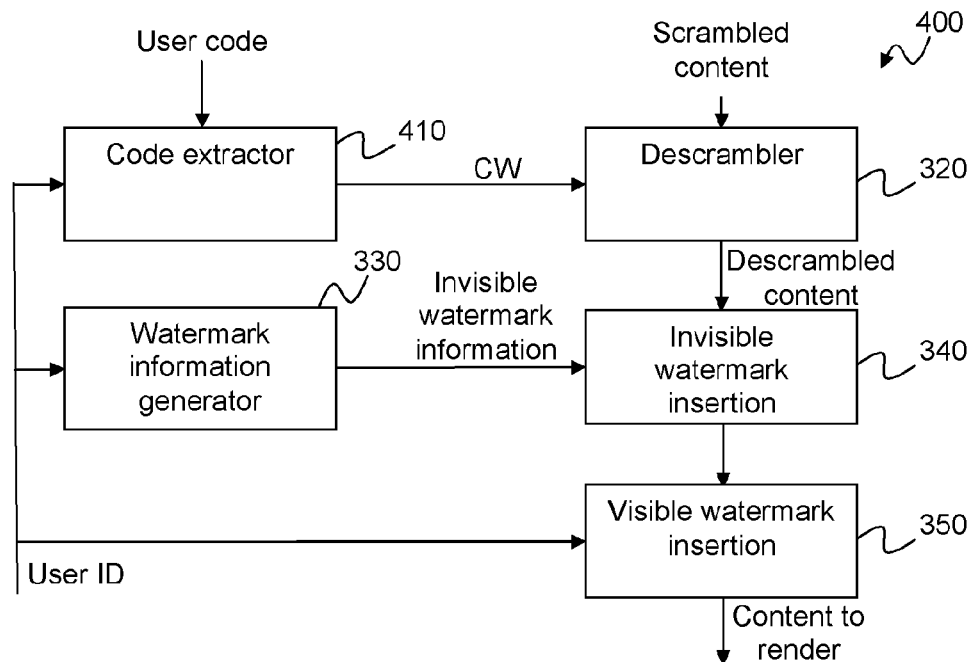 User code
Scrambled
content
400
Code extractor
410
CW
Descrambler
320
330
Descrambled
content
Invisible
watermark
information
Watermark
information
generator
Invisible
watermark
insertion
340
Visible watermark
insertion
350
User ID
Content to
render